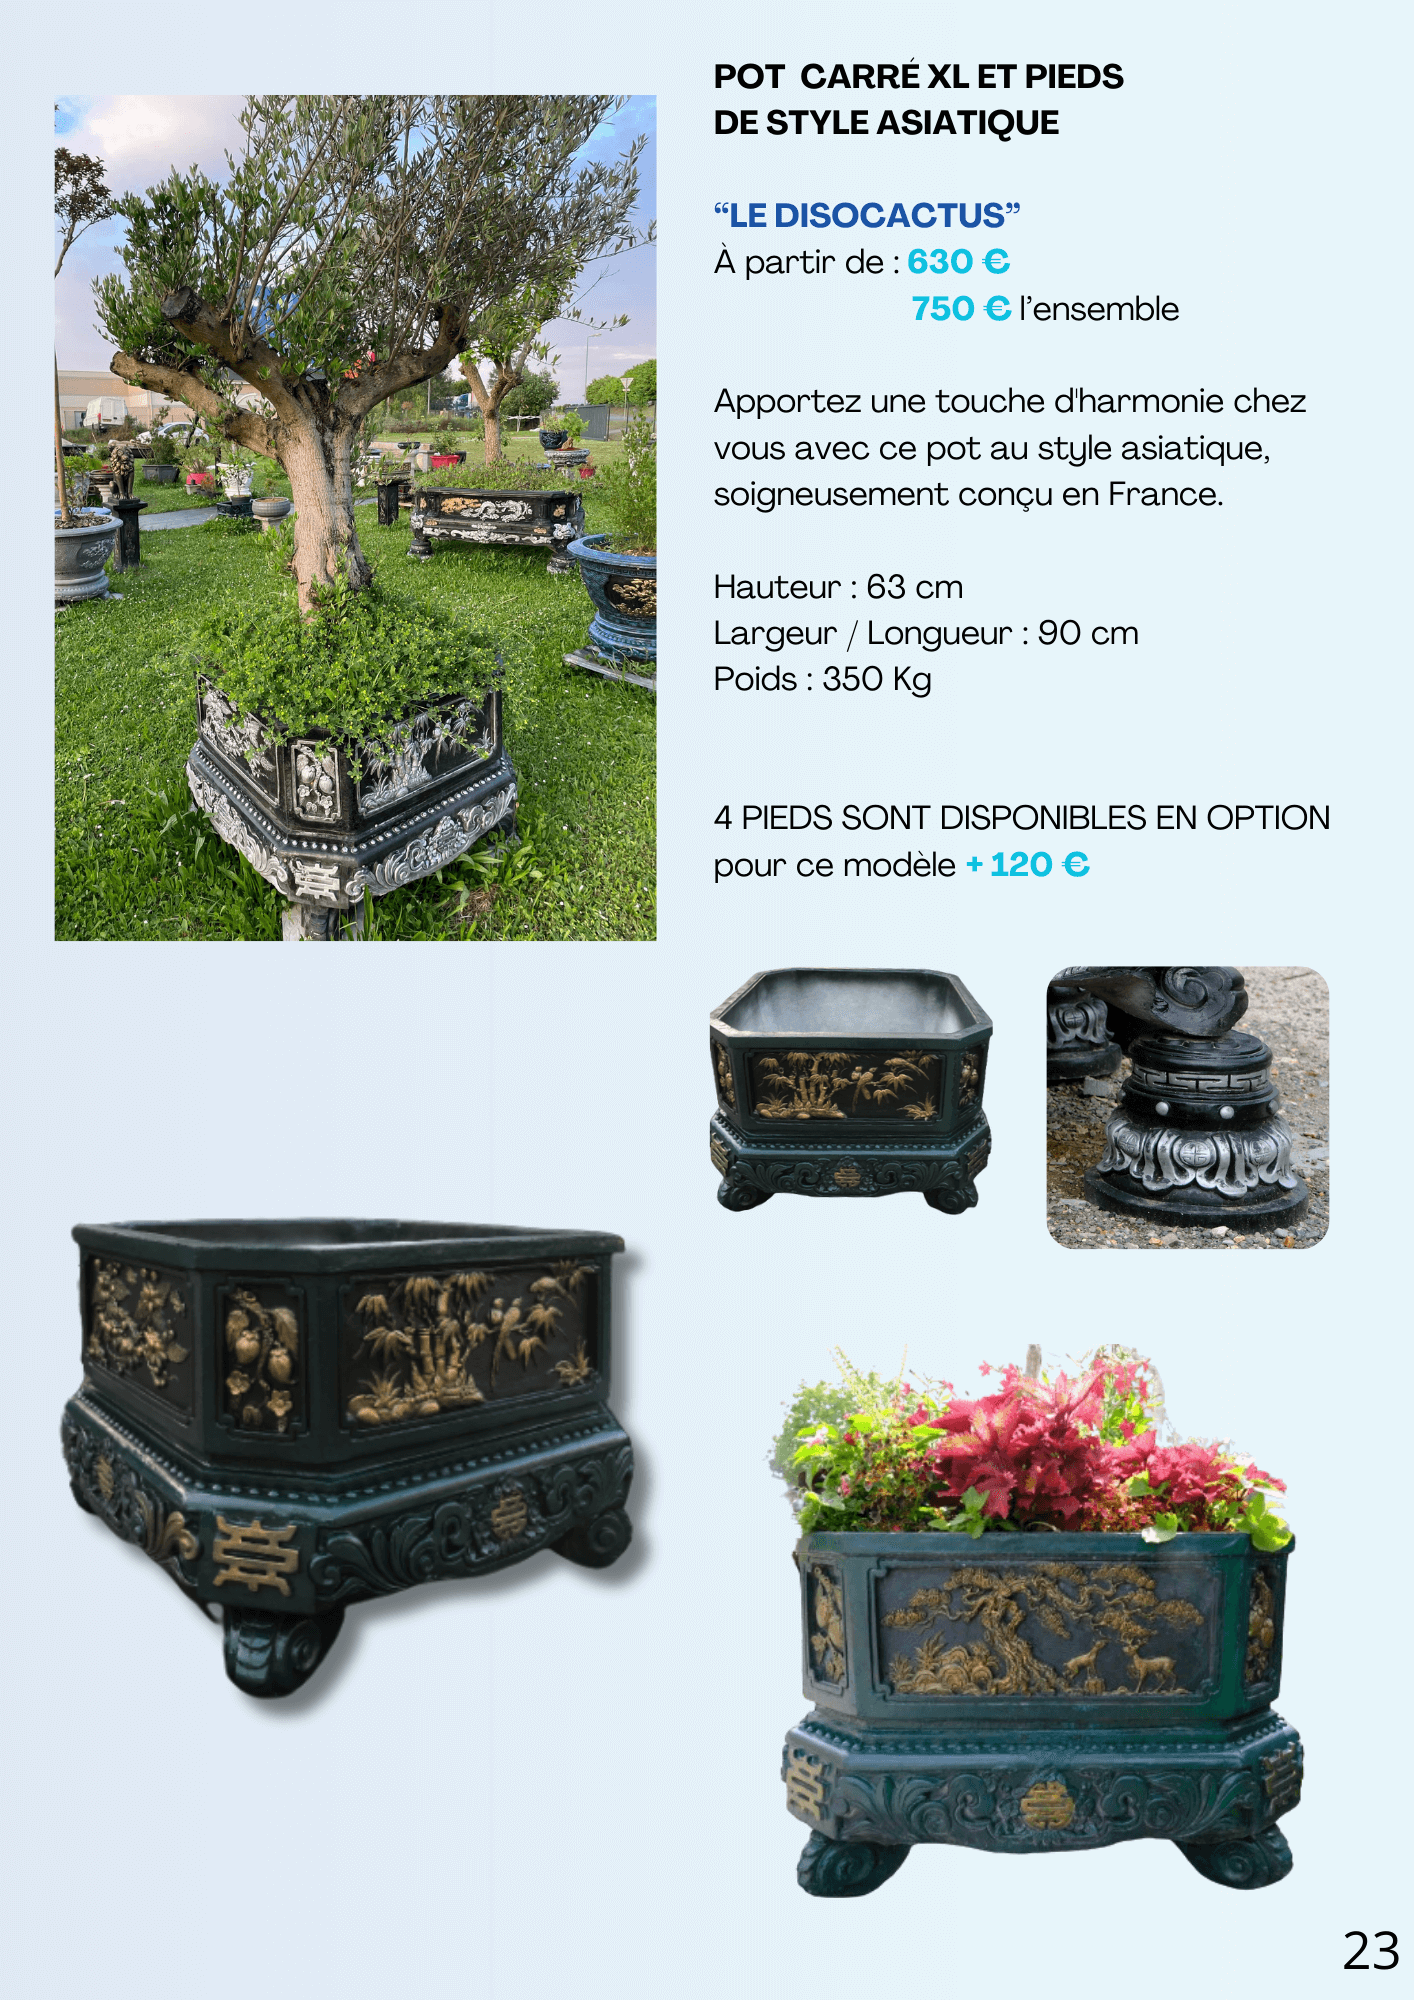 POT CARRÉ XL ET PIEDS
DE STYLE ASIATIQUE
“LE DISOCACTUS”
À partir de : 630 €
750 € l’ensemble
Apportez une touche d'harmonie chez
vous avec ce pot au style asiatique,
soigneusement conçu en France.
Hauteur : 63 cm
Largeur / Longueur : 90 cm
Poids : 350 Kg
4 PIEDS SONT DISPONIBLES EN OPTION
pour ce modèle + 120 €
23